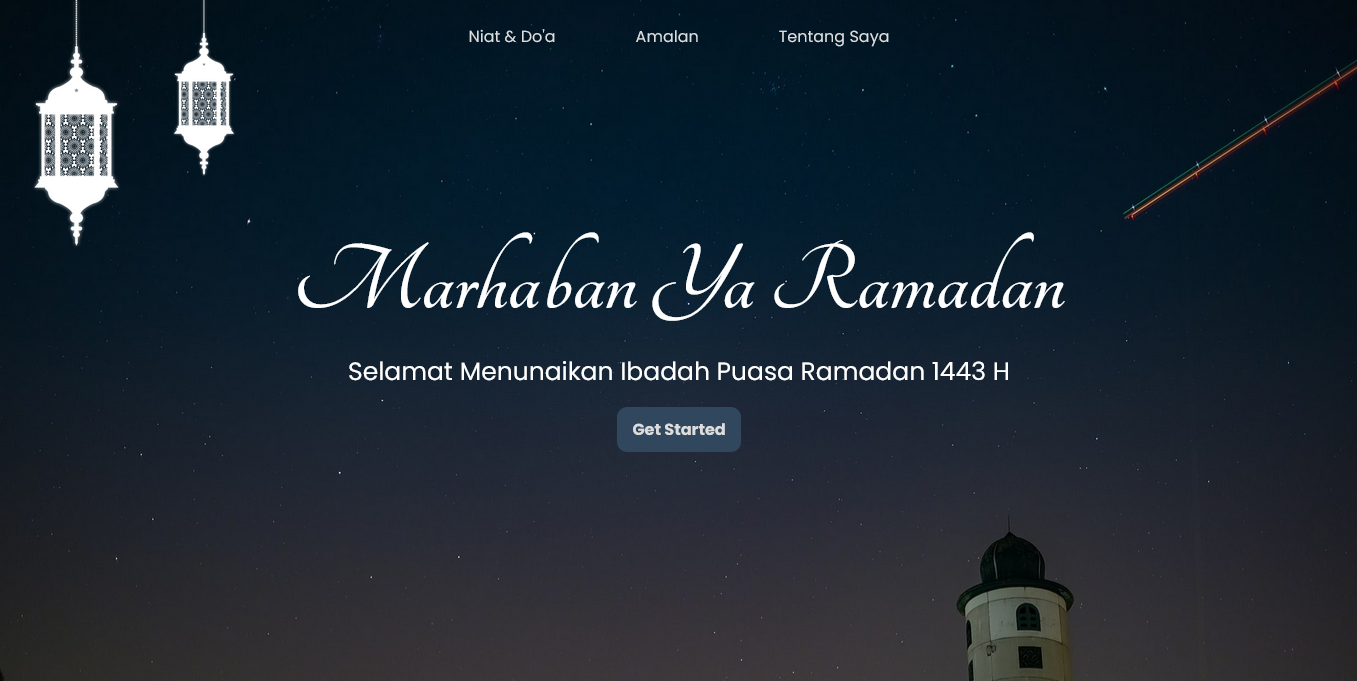 Niat & Do'a Amalan Tentang Saya
Marhaban Ya Ramadan
Selamat Menunaikan Ibadah Puasa Ramadan 1443 H
Get Started